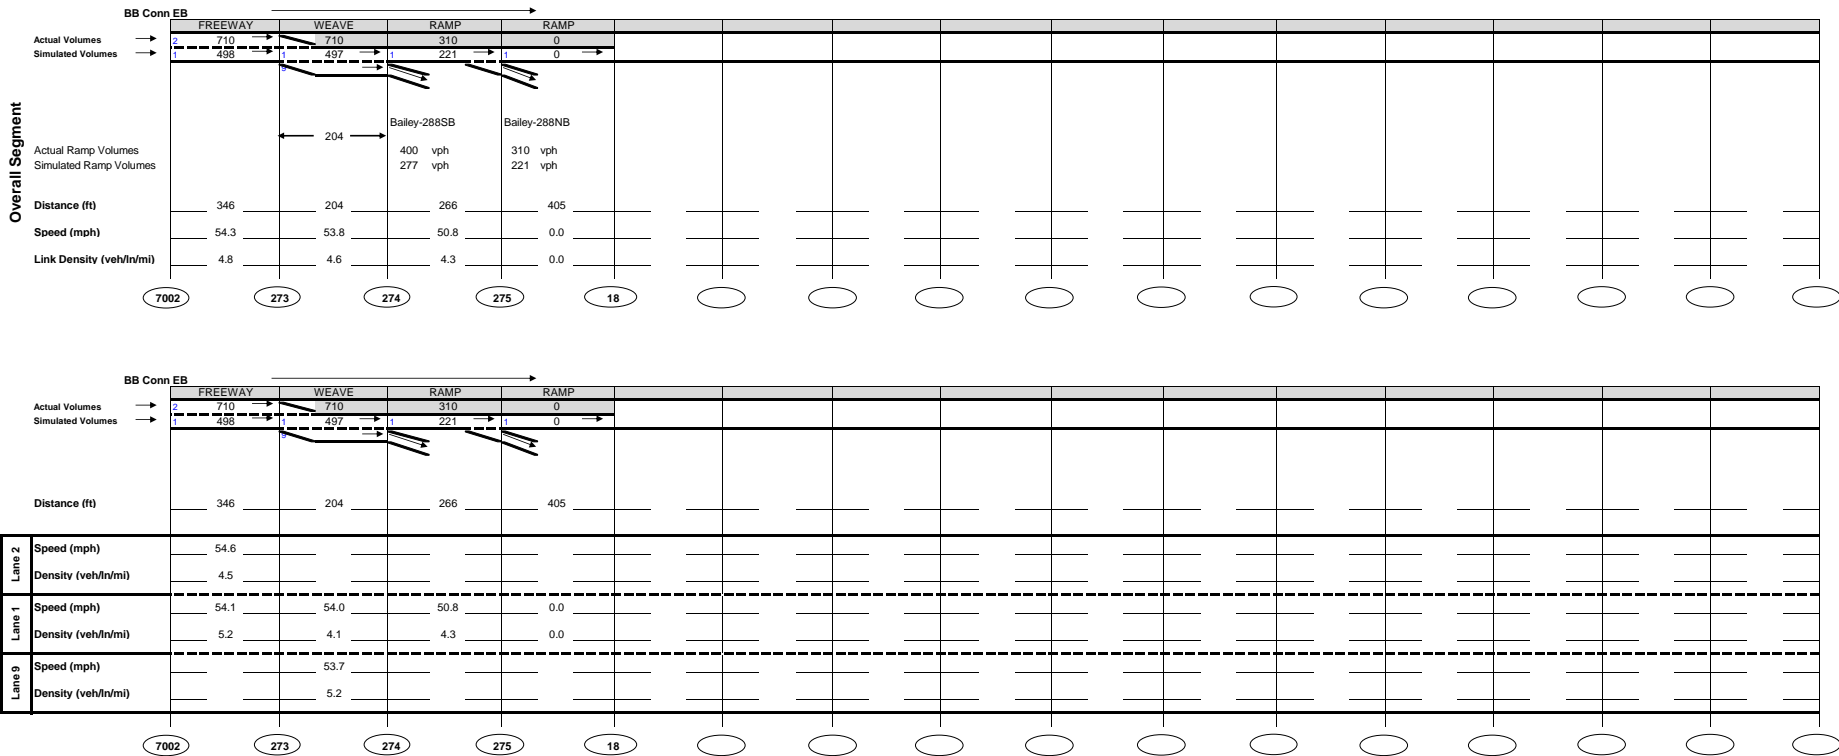 BB Conn EB
FREEWAY WEAVE RAMP RAMP
Actual Volumes 2 710 710 310 0
Simulated Volumes 1 498 1 497 1 221 1 0
9
Overall Segment
Bailey-288SB Bailey-288NB
204
Actual Ramp Volumes 400 vph 310 vph
Simulated Ramp Volumes 277 vph 221 vph
Distance (ft) 346 204 266 405
Speed (mph) 54.3 53.8 50.8 0.0
Link Density (veh/ln/mi) 4.8 4.6 4.3 0.0
7002 273 274 275 18
BB Conn EB
FREEWAY WEAVE RAMP RAMP
Actual Volumes 2 710 710 310 0
Simulated Volumes 1 498 1 497 1 221 1 0
9
Distance (ft) 346 204 266 405
Lane 2
Speed (mph) 54.6
Density (veh/ln/mi) 4.5
Lane 1
Speed (mph) 54.1 54.0 50.8 0.0
Density (veh/ln/mi) 5.2 4.1 4.3 0.0
Lane 9
Speed (mph) 53.7
Density (veh/ln/mi) 5.2
7002 273 274 275 18